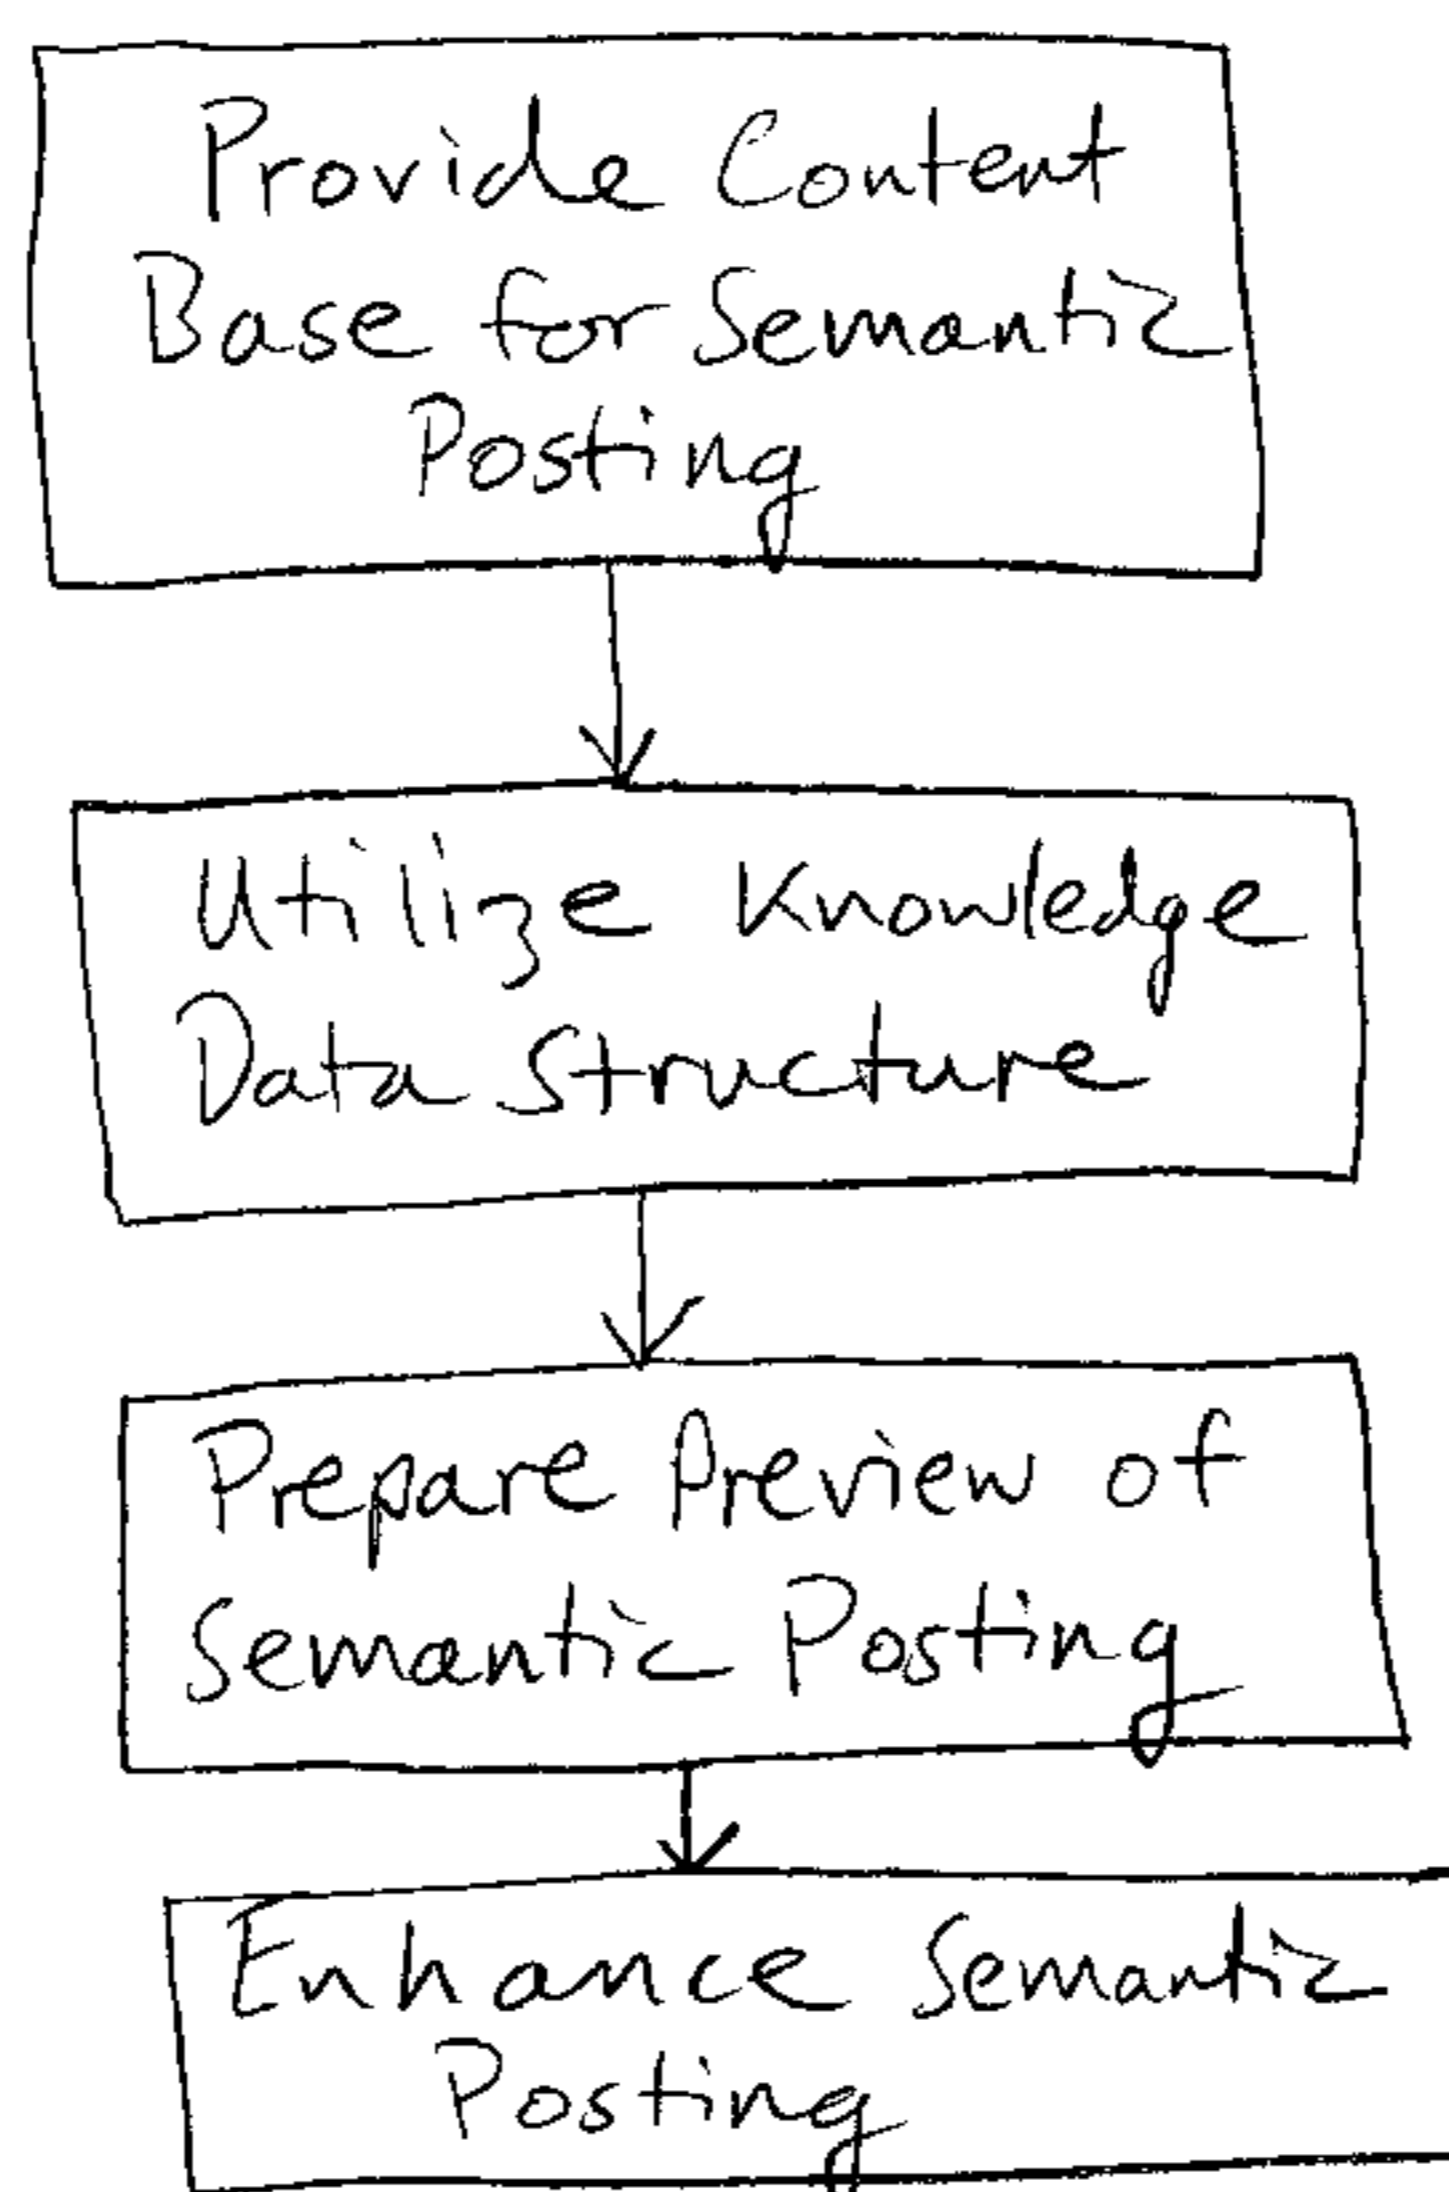 Provide Content
Base for Semantic
Posting
Utilize Knowledge
Data Structure
Prepare Preview of
Semantic Posting
Enhance Semantic
Posting